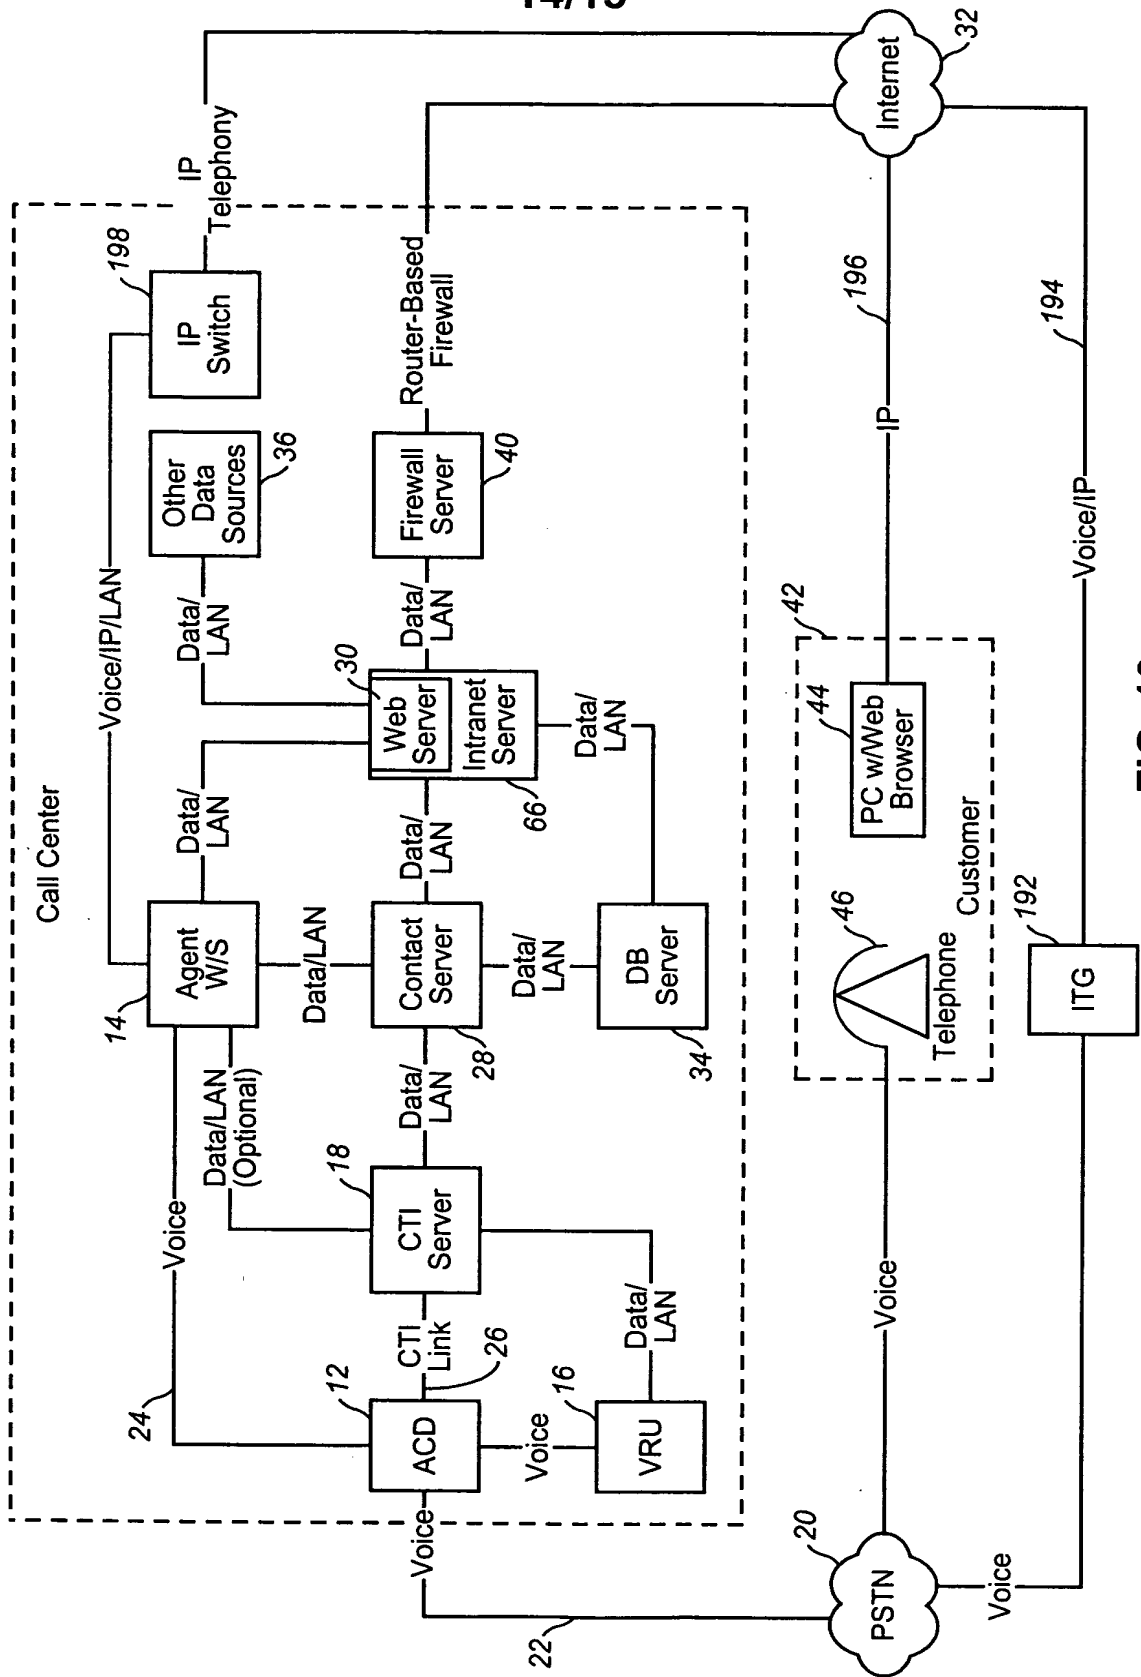 Call Center
Voice/IP/LAN
24
Voice
Data/LAN
(Optional)
14
Agent
W/S
Data/
LAN
Data/
LAN
Other
Data
Sources
36
IP
Switch
198
IP
Telephony
Data/LAN
Voice
22
12
ACD
CTI
Link
26
18
CTI
Server
Data/
LAN
Contact
Server
28
Data/
LAN
30
Web
Server
Intranet
Server
66
Data/
LAN
Firewall
Server
40
Router-Based
Firewall
Voice
16
VRU
Data/
LAN
Data/
LAN
DB
Server
34
Data/
LAN
20
PSTN
Voice
46
Telephone
Customer
44
PC w/Web
Browser
42
IP
196
Internet
32
Voice
192
ITG
Voice/IP
194